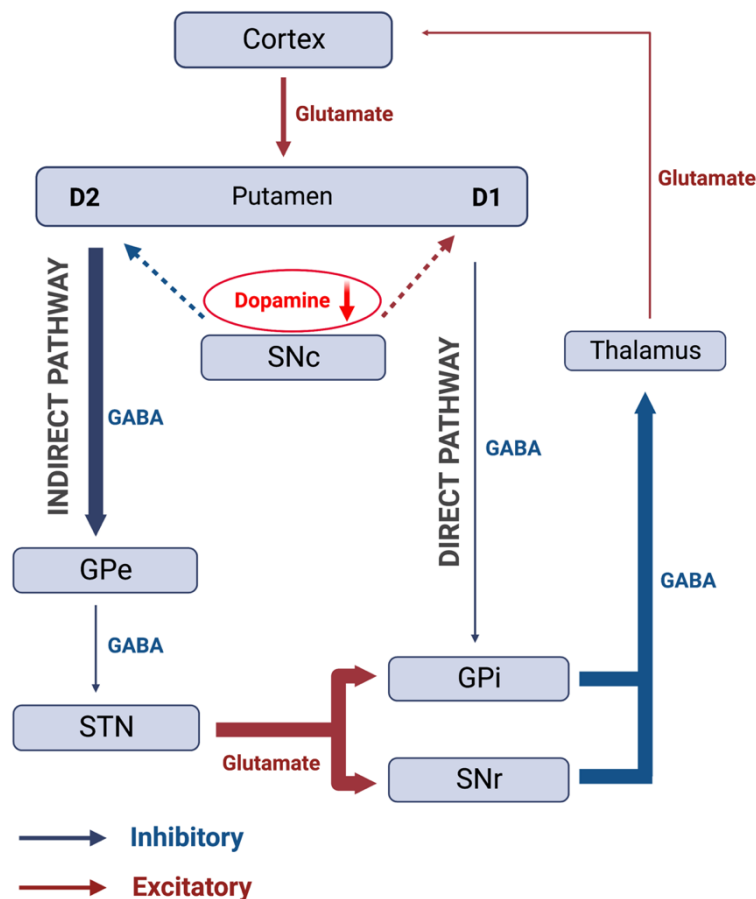 Cortex
Glutamate
D2 Putamen D1
Glutamate
Dopamine
SNc
Thalamus
INDIRECT PATHWAY
GABA
DIRECT PATHWAY
GABA
GPe
GABA
GABA
GPi
STN
Glutamate
SNr
Inhibitory
Excitatory